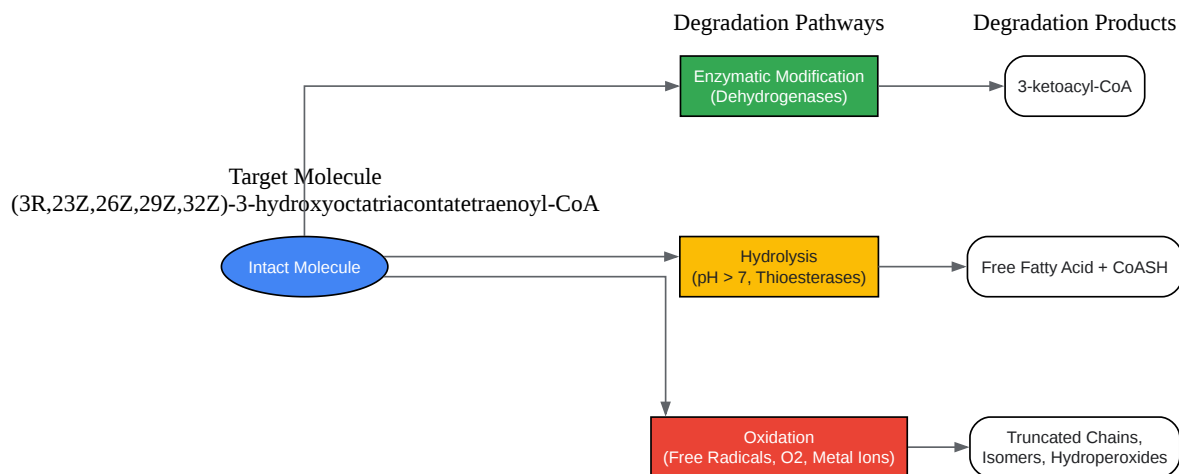 Degradation Pathways
Degradation Products
Enzymatic Modification
(Dehydrogenases)
3-ketoacyl-CoA
Target Molecule
(3R,23Z,26Z,29Z,32Z)-3-hydroxyoctatriacontatetraenoyl-CoA
Intact Molecule
Hydrolysis
(pH > 7, Thioesterases)
Free Fatty Acid + CoASH
Oxidation
(Free Radicals, O2, Metal Ions)
Truncated Chains,
Isomers, Hydroperoxides